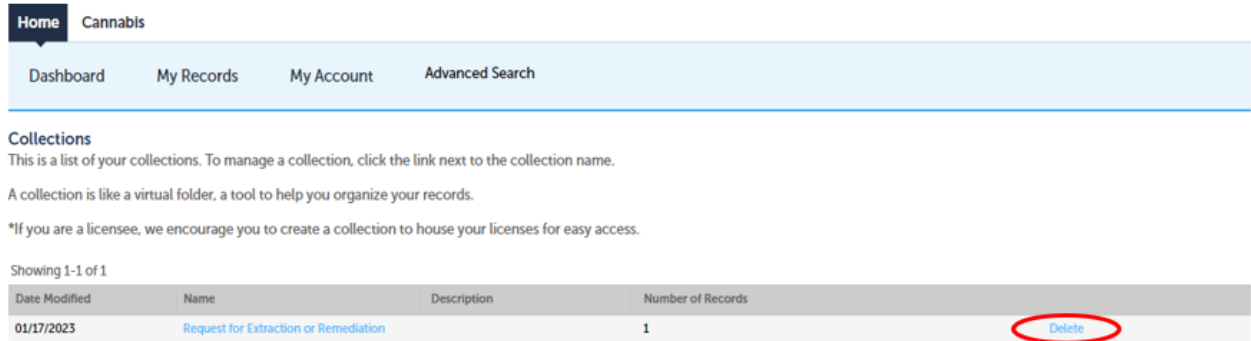 Home Cannabis
Dashboard My Records My Account Advanced Search
Collections
This is a list of your collections. To manage a collection, click the link next to the collection name.
A collection is like a virtual folder, a tool to help you organize your records.
*If you are a licensee, we encourage you to create a collection to house your licenses for easy access.
Showing 1-1 of 1
Date Modified Name Description Number of Records
01/17/2023 Request for Extraction or Remediation 1 Delete